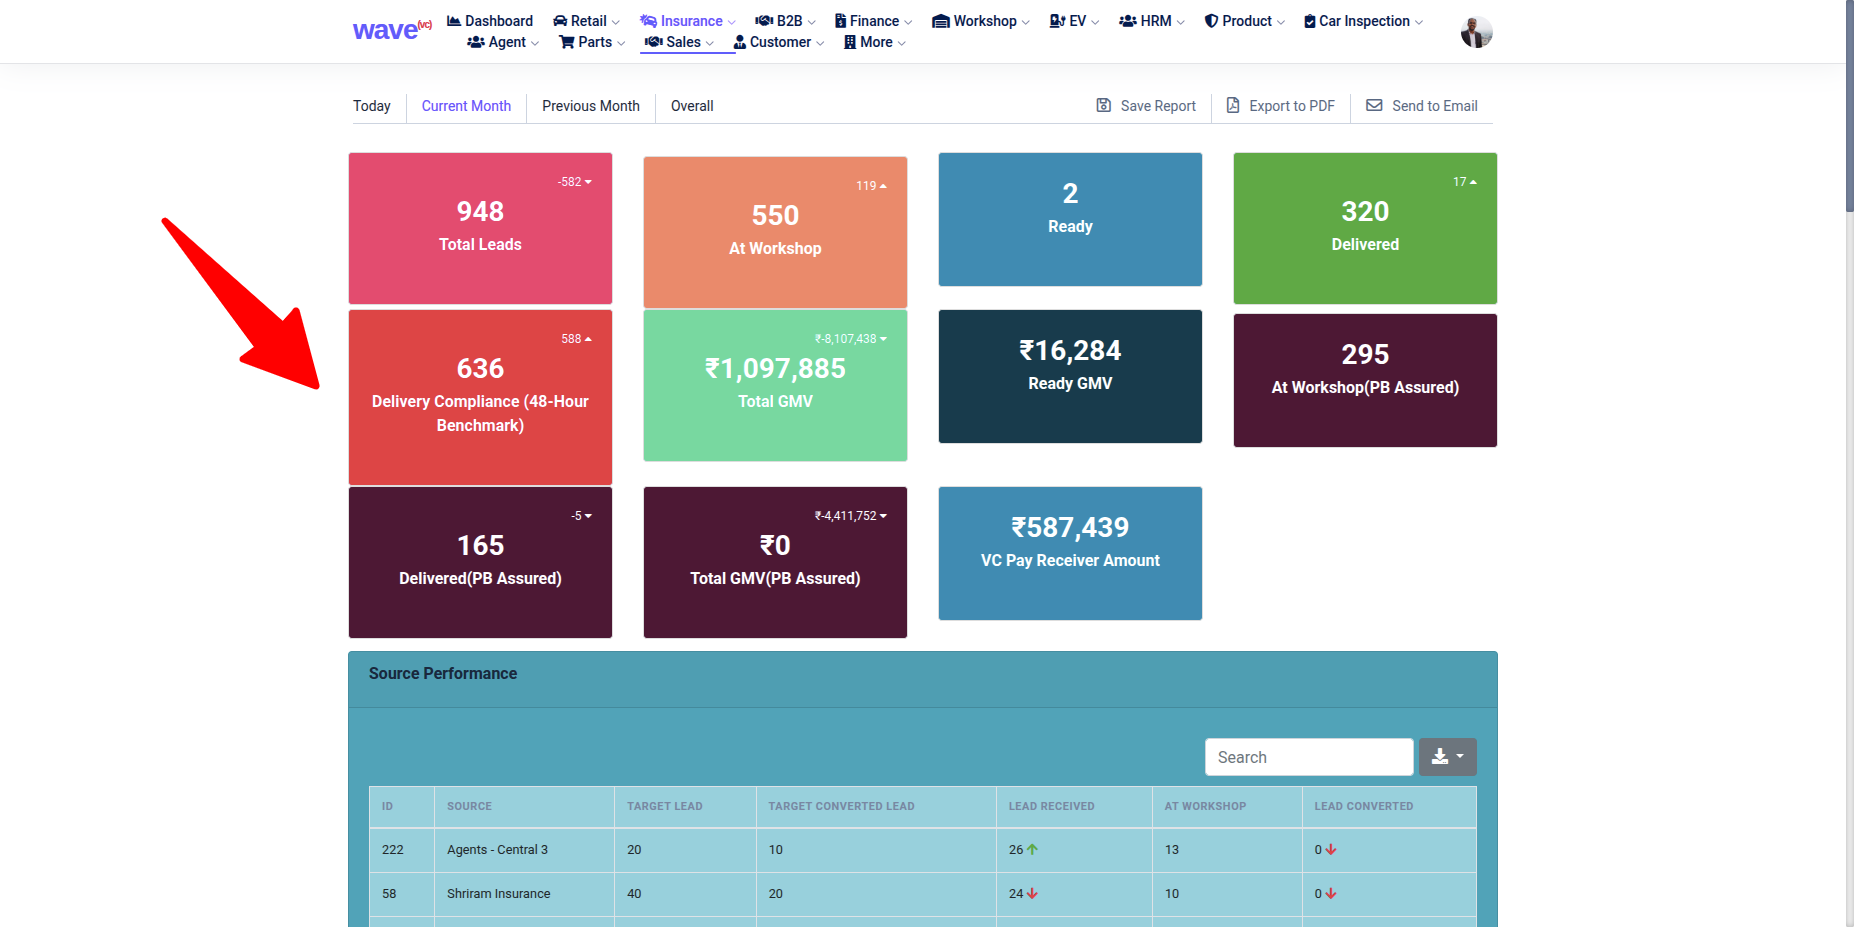 wave(vc)
Dashboard Retail Insurance B2B Finance Workshop EV HRM Product Car Inspection
Agent Parts Sales Customer More
Today Current Month Previous Month Overall Save Report Export to PDF Send to Email
-582
948
Total Leads
119
550
At Workshop
2
Ready
17
320
Delivered
588
636
Delivery Compliance (48-Hour
Benchmark)
₹-8,107,438
₹1,097,885
Total GMV
₹16,284
Ready GMV
295
At Workshop(PB Assured)
-5
165
Delivered(PB Assured)
₹-4,411,752
₹0
Total GMV(PB Assured)
₹587,439
VC Pay Receiver Amount
Source Performance
Search
ID SOURCE TARGET LEAD TARGET CONVERTED LEAD LEAD RECEIVED AT WORKSHOP LEAD CONVERTED
222 Agents - Central 3 20 10 26 13 0
58 Shriram Insurance 40 20 24 10 0